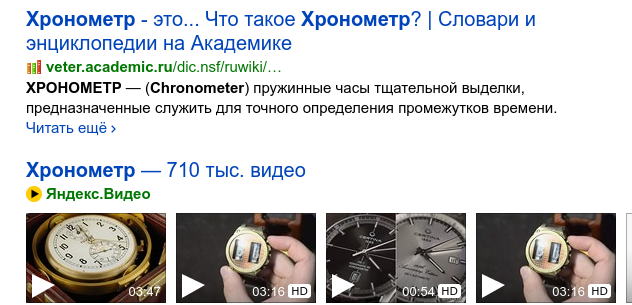 Хронометр - это... Что такое Хронометр? | Словари и
энциклопедии на Академике
veter.academic.ru/dic.nsf/ruwiki/…
ХРОНОМЕТР — (Chronometer) пружинные часы тщательной выделки,
предназначенные служить для точного определения промежутков времени.
Читать ещё ›
Хронометр — 710 тыс. видео
Яндекс.Видео
03:47
03:16 HD
00:54 HD
03:16 HD